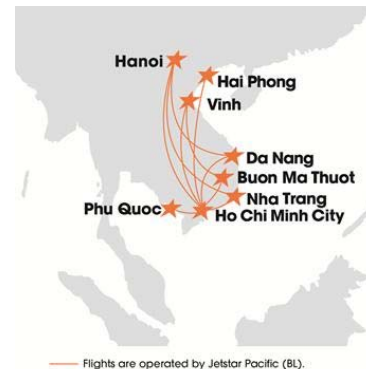 Hanoi
Hai Phong
Vinh
Da Nang
Buon Ma Thuot
Nha Trang
Phu Quoc
Ho Chi Minh City
Flights are operated by Jetstar Pacific (BL).